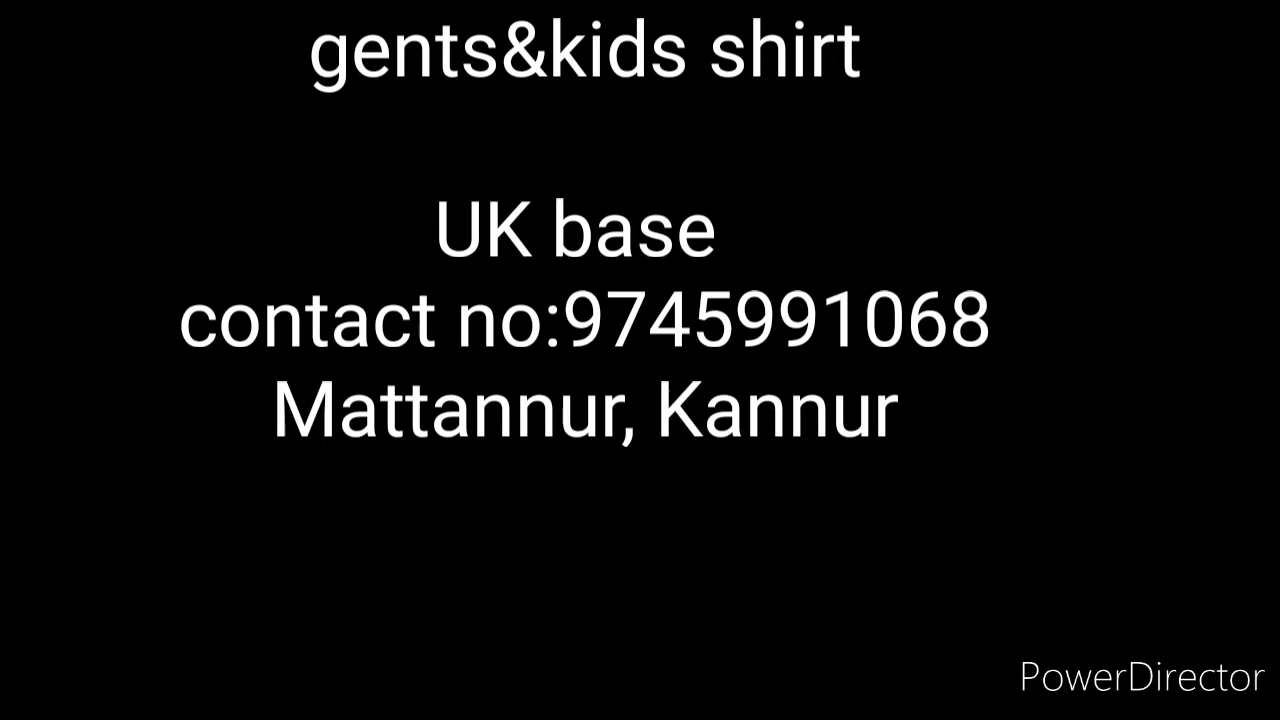 gents&kids shirt
UK base
contact no:9745991068
Mattannur, Kannur
PowerDirector